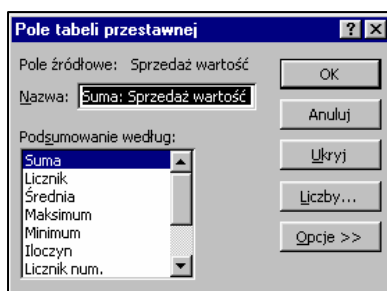 Pole tabeli przestawnej
Pole źródłowe: Sprzedaż wartość
OK
Nazwa: Suma: Sprzedaż wartość
Anuluj
Podsumowanie według:
Ukryj
Suma
Licznik
Średnia
Liczby...
Maksimum
Minimum
Opcje >>
Iloczyn
Licznik num.